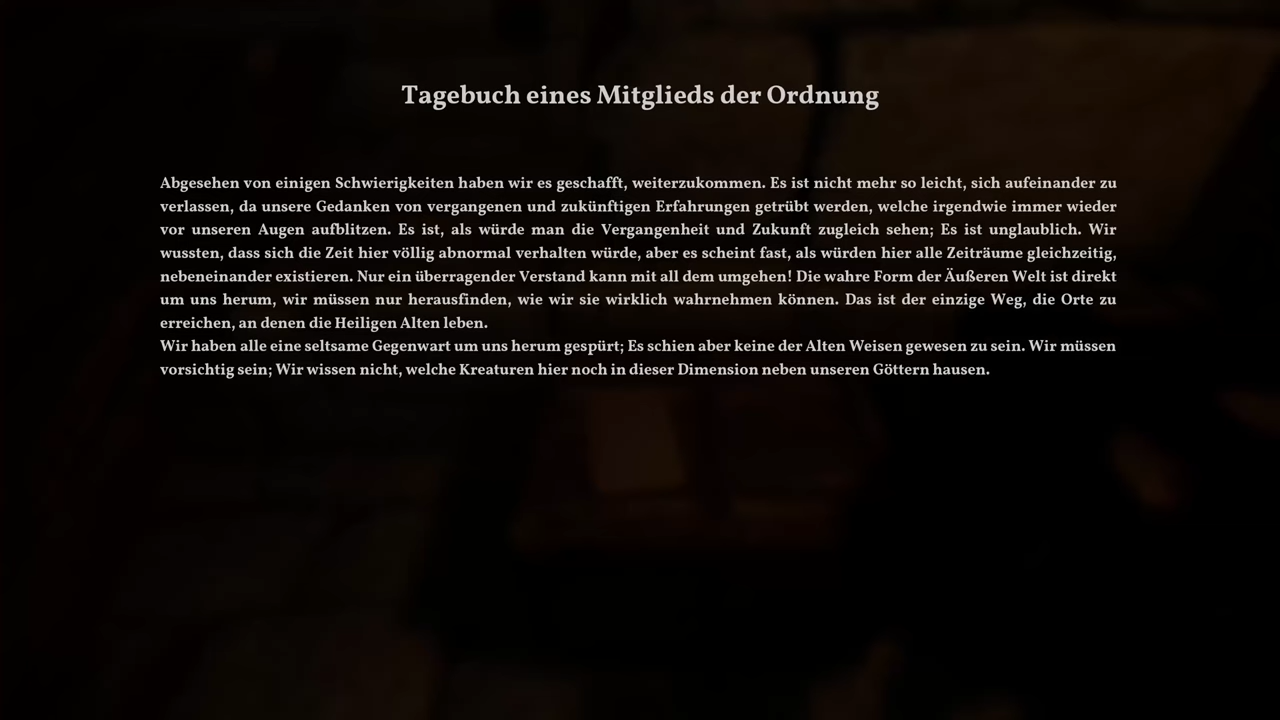 Tagebuch eines Mitglieds der Ordnung
Abgesehen von einigen Schwierigkeiten haben wir es geschafft, weiterzukommen. Es ist nicht mehr so leicht, sich aufeinander zu
verlassen, da unsere Gedanken von vergangenen und zukünftigen Erfahrungen getrübt werden, welche irgendwie immer wieder
vor unseren Augen aufblitzen. Es ist, als würde man die Vergangenheit und Zukunft zugleich sehen; Es ist unglaublich. Wir
wussten, dass sich die Zeit hier völlig abnormal verhalten würde, aber es scheint fast, als würden hier alle Zeiträume gleichzeitig,
nebeneinander existieren. Nur ein überragender Verstand kann mit all dem umgehen! Die wahre Form der Äußeren Welt ist direkt
um uns herum, wir müssen nur herausfinden, wie wir sie wirklich wahrnehmen können. Das ist der einzige Weg, die Orte zu
erreichen, an denen die Heiligen Alten leben.
Wir haben alle eine seltsame Gegenwart um uns herum gespürt; Es schien aber keine der Alten Weisen gewesen zu sein. Wir müssen
vorsichtig sein; Wir wissen nicht, welche Kreaturen hier noch in dieser Dimension neben unseren Göttern hausen.